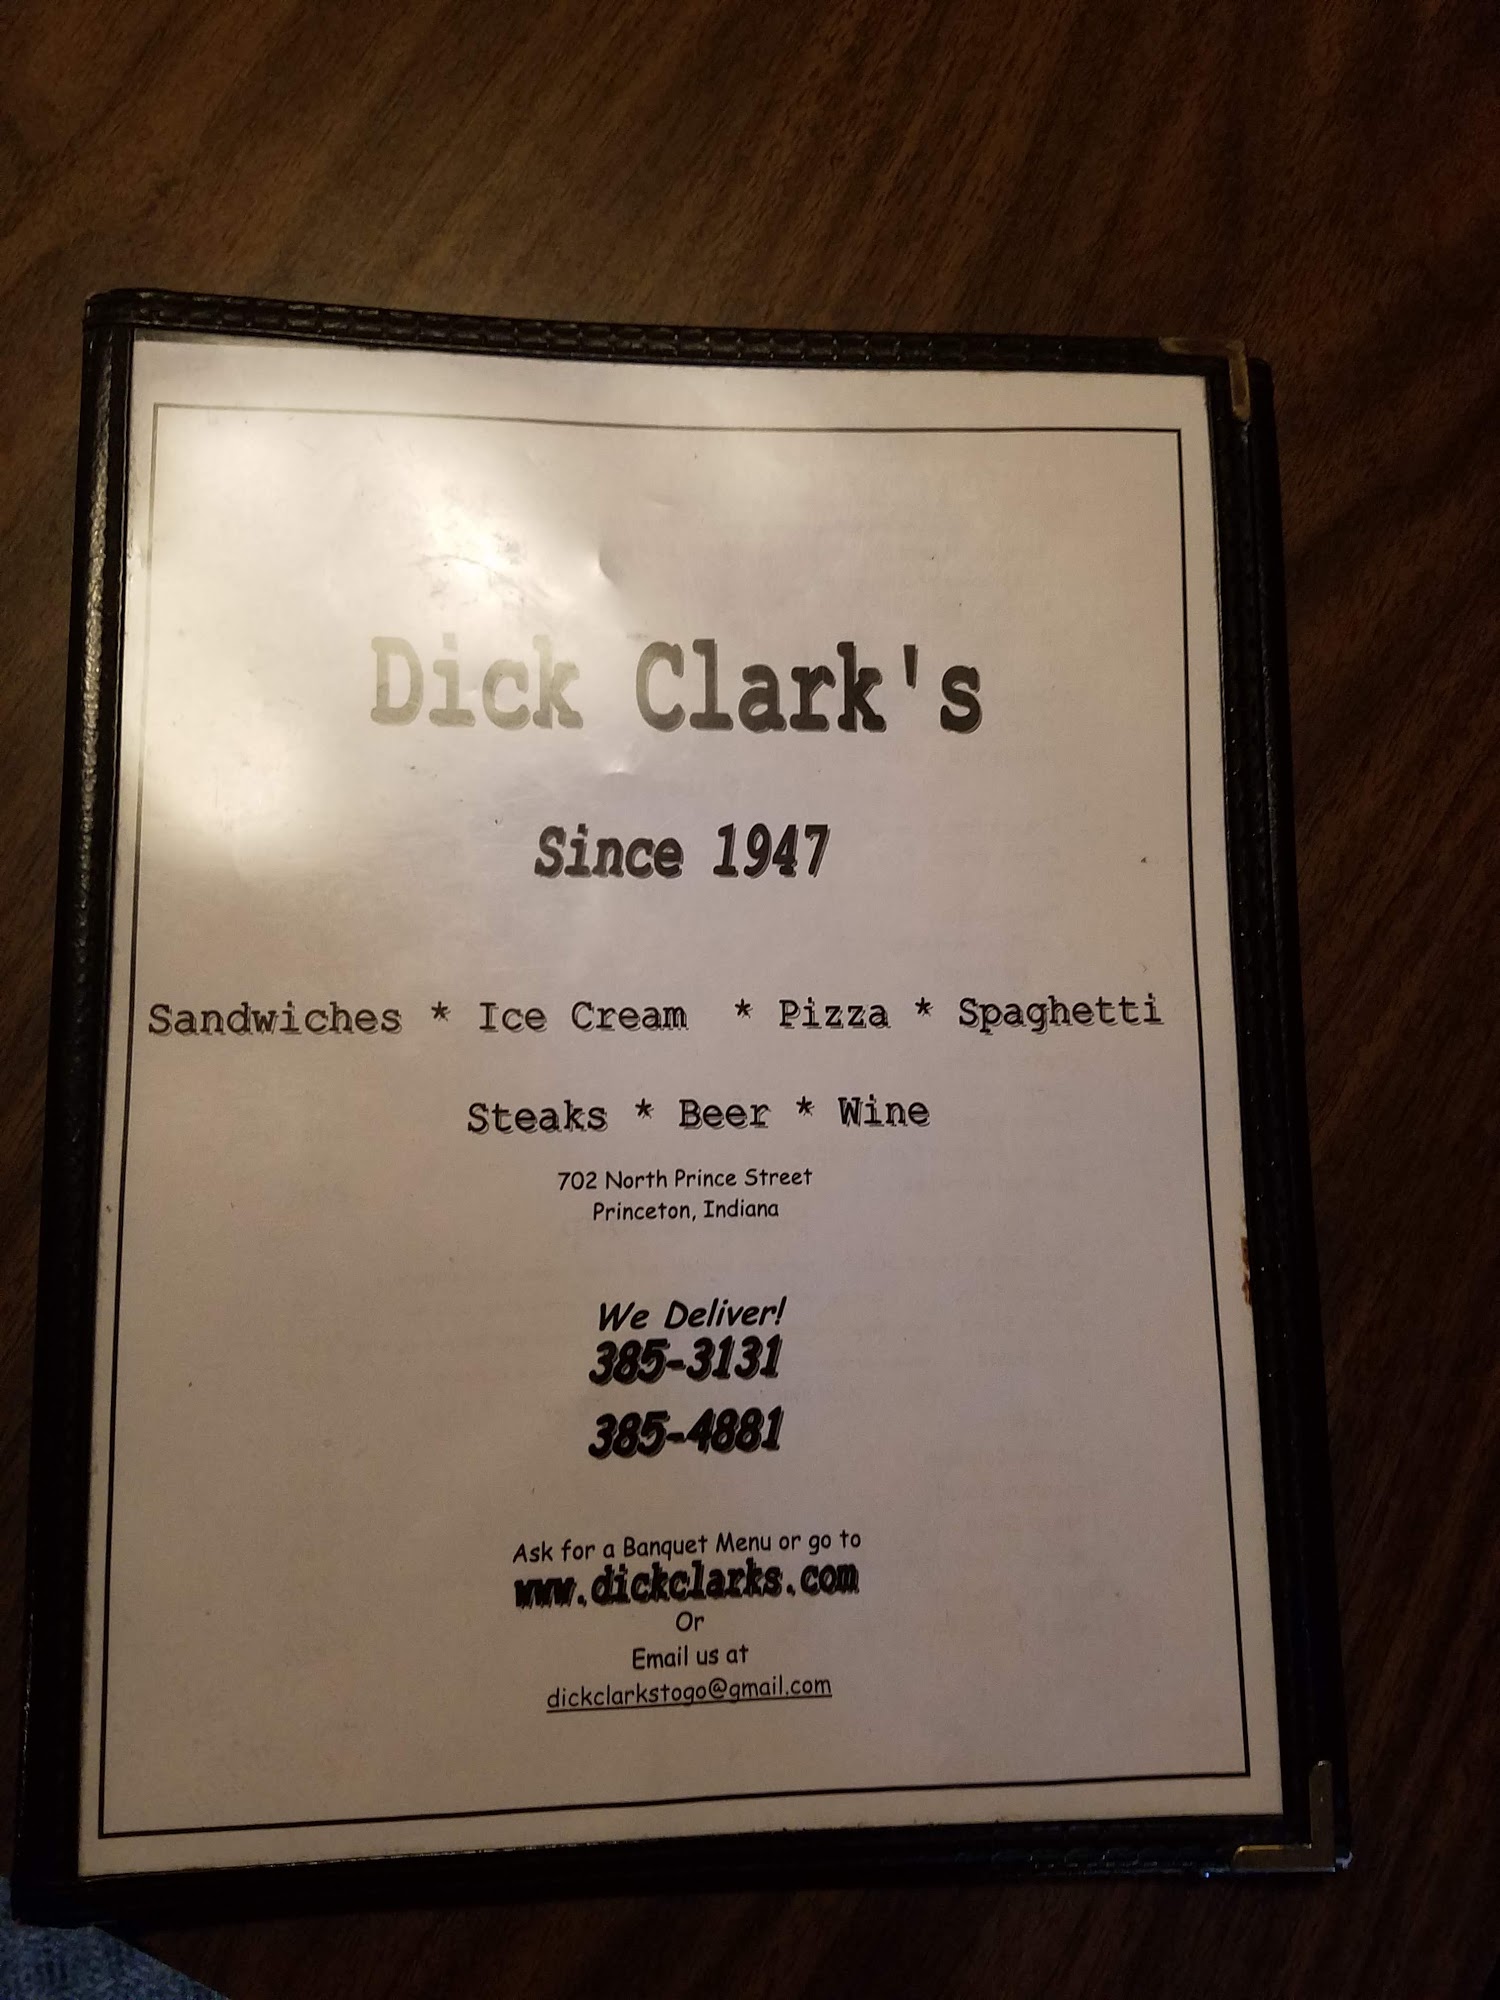 Dick Clark's
Since 1947
Sandwiches * Ice Cream * Pizza * Spaghetti
Steaks * Beer * Wine
702 North Prince Street
Princeton, Indiana
We Deliver!
385-3131
385-4881
Ask for a Banquet Menu or go to
www.dickclarks.com
Or
Email us at
dickclarkstogo@gmail.com